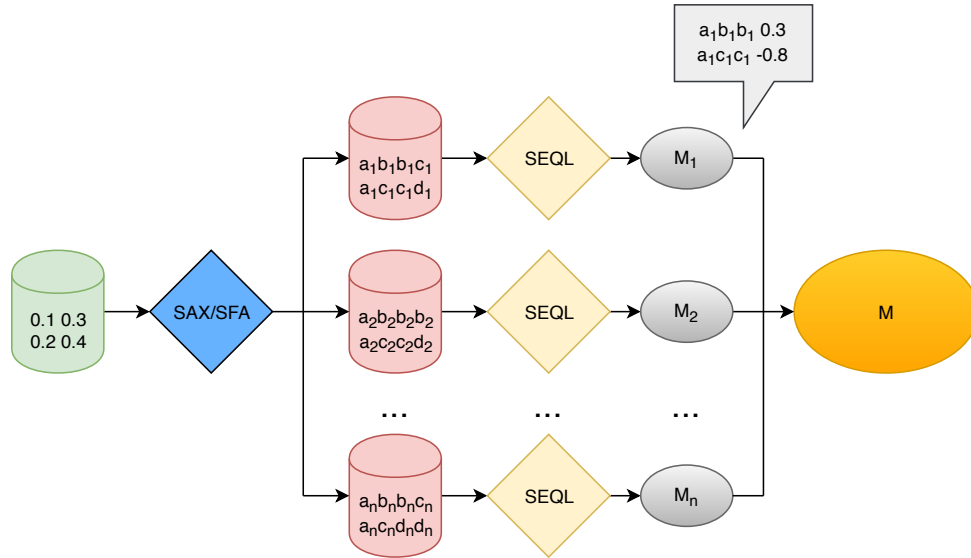 a₁b₁b₁ 0.3
a₁c₁c₁ -0.8
a₁b₁b₁c₁
a₁c₁c₁d₁
SEQL
M₁
0.1 0.3
0.2 0.4
SAX/SFA
a₂b₂b₂b₂
a₂c₂c₂d₂
SEQL
M₂
M
...
...
...
aₙbₙbₙcₙ
aₙcₙdₙdₙ
SEQL
Mₙ